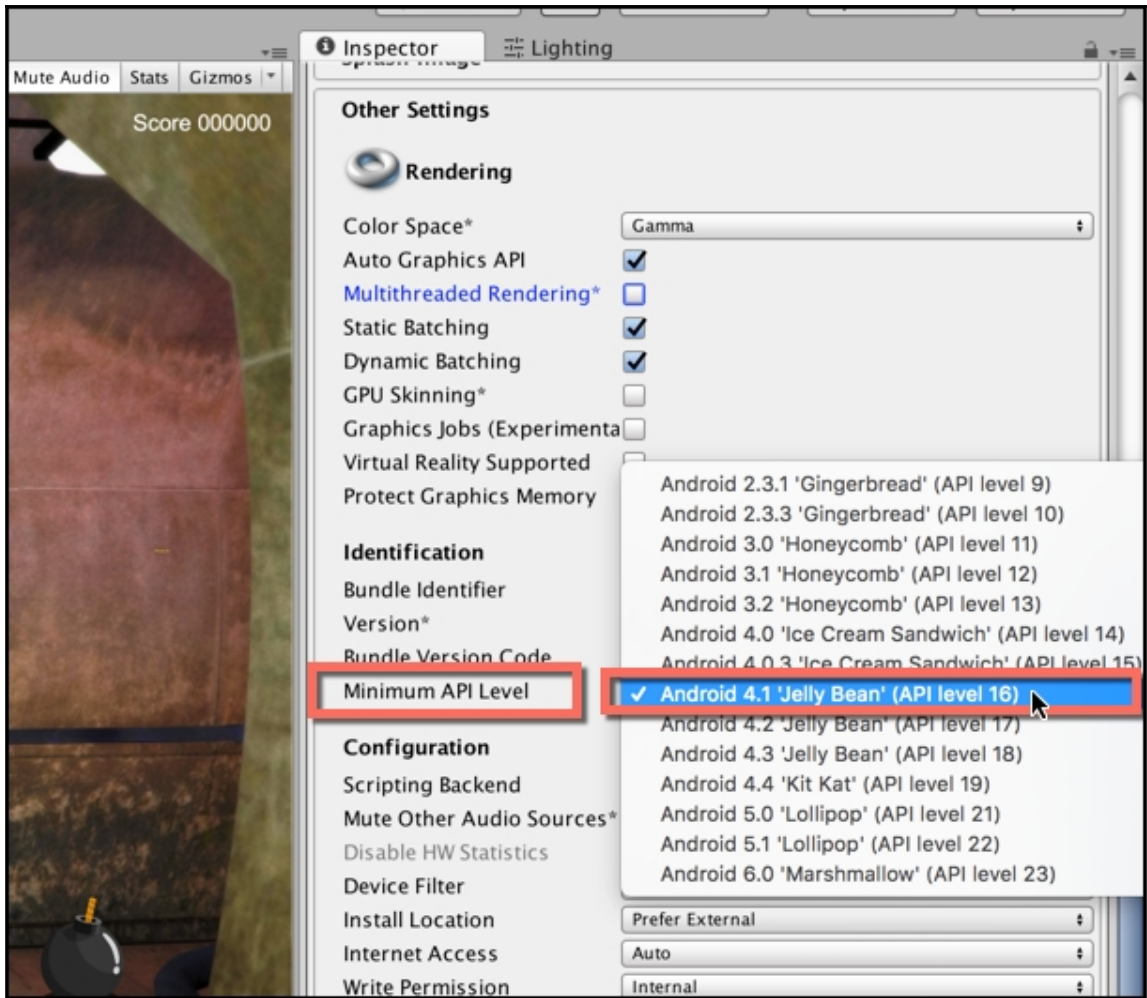 Inspector
Lighting
Splash Image
Mute Audio
Stats
Gizmos
Score 000000
Other Settings
Rendering
Color Space*
Gamma
Auto Graphics API
Multithreaded Rendering*
Static Batching
Dynamic Batching
GPU Skinning*
Graphics Jobs (Experimenta
Virtual Reality Supported
Protect Graphics Memory
Identification
Bundle Identifier
Version*
Bundle Version Code
Minimum API Level
Android 2.3.1 'Gingerbread' (API level 9)
Android 2.3.3 'Gingerbread' (API level 10)
Android 3.0 'Honeycomb' (API level 11)
Android 3.1 'Honeycomb' (API level 12)
Android 3.2 'Honeycomb' (API level 13)
Android 4.0 'Ice Cream Sandwich' (API level 14)
Android 4.0.3 'Ice Cream Sandwich' (API level 15)
✓ Android 4.1 'Jelly Bean' (API level 16)
Android 4.2 'Jelly Bean' (API level 17)
Android 4.3 'Jelly Bean' (API level 18)
Android 4.4 'Kit Kat' (API level 19)
Android 5.0 'Lollipop' (API level 21)
Android 5.1 'Lollipop' (API level 22)
Android 6.0 'Marshmallow' (API level 23)
Configuration
Scripting Backend
Mute Other Audio Sources*
Disable HW Statistics
Device Filter
Install Location
Prefer External
Internet Access
Auto
Write Permission
Internal